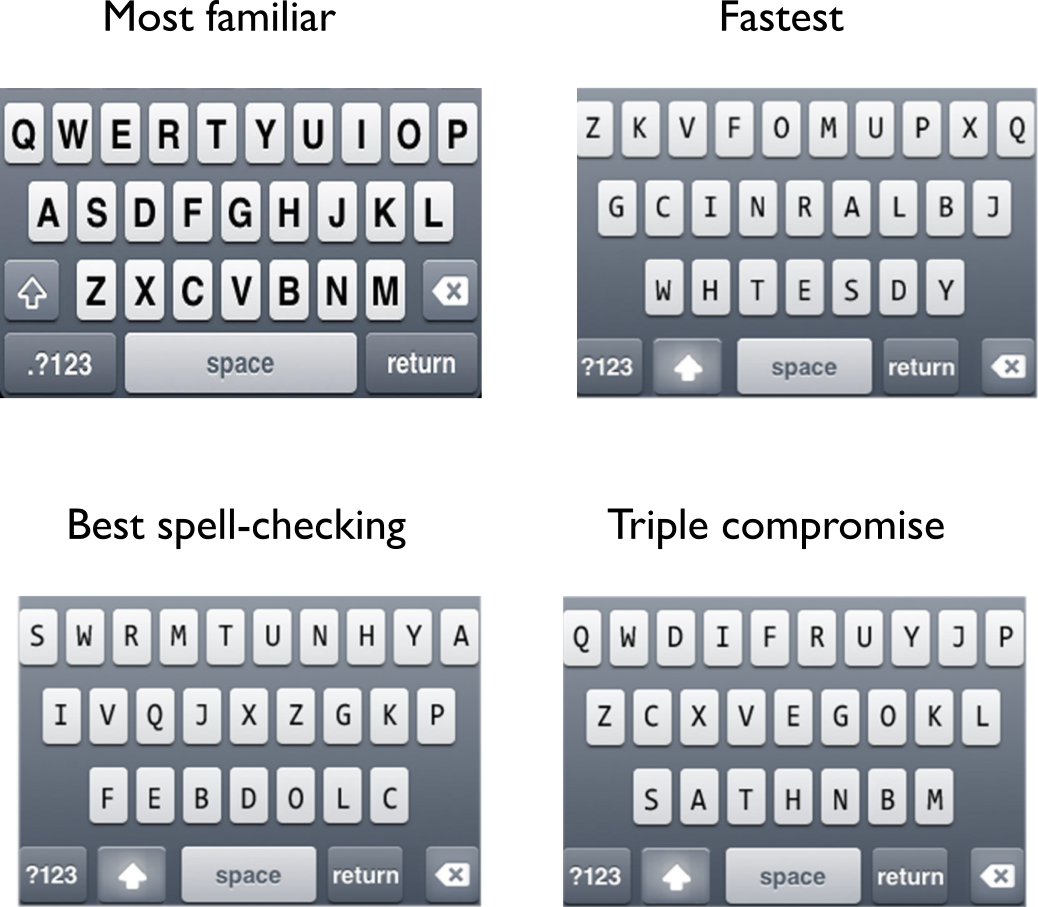 Most familiar
Q W E R T Y U I O P
A S D F G H J K L
Z X C V B N M
.?123 space return
Fastest
Z K V F O M U P X Q
G C I N R A L B J
W H T E S D Y
?123 space return
Best spell-checking
S W R M T U N H Y A
I V Q J X Z G K P
F E B D O L C
?123 space return
Triple compromise
Q W D I F R U Y J P
Z C X V E G O K L
S A T H N B M
?123 space return